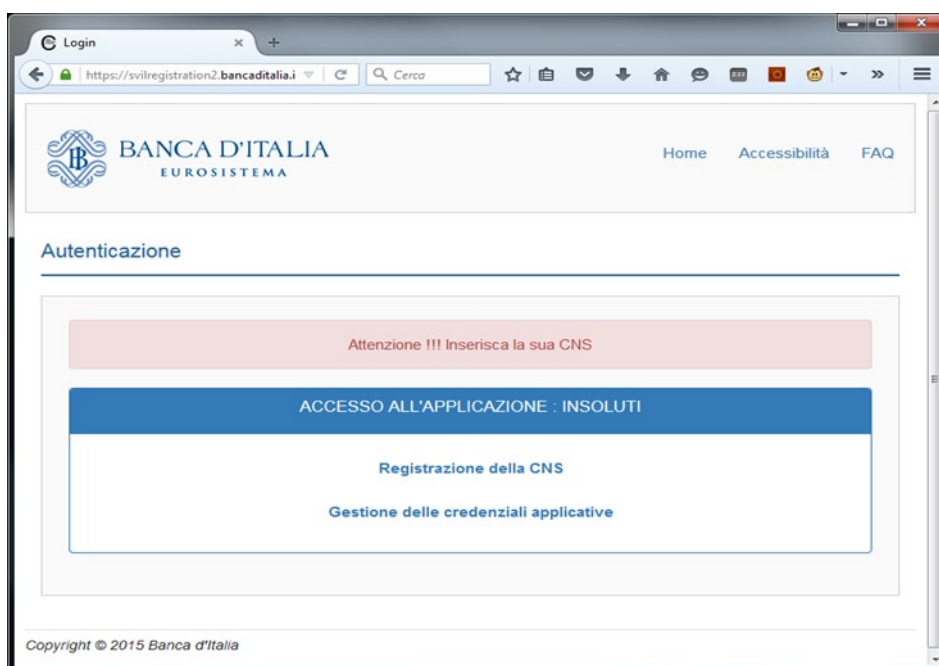 Login
https://svilregistration2.bancaditalia.i
Cerca
BANCA D'ITALIA
EUROSISTEMA
Home Accessibilità FAQ
Autenticazione
Attenzione !!! Inserisca la sua CNS
ACCESSO ALL'APPLICAZIONE : INSOLUTI
Registrazione della CNS
Gestione delle credenziali applicative
Copyright © 2015 Banca d'Italia